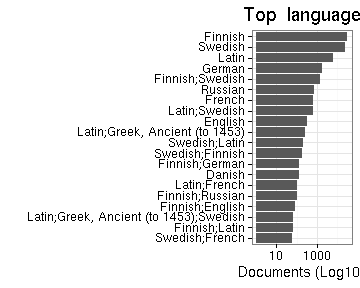 Top language
Finnish
Swedish
Latin
German
Finnish;Swedish
Russian
French
Latin;Swedish
English
Latin;Greek, Ancient (to 1453)
Swedish;Latin
Swedish;Finnish
Finnish;German
Danish
Latin;French
Finnish;Russian
Finnish;English
Latin;Greek, Ancient (to 1453);Swedish
Finnish;Latin
Swedish;French
10 1000
Documents (Log10